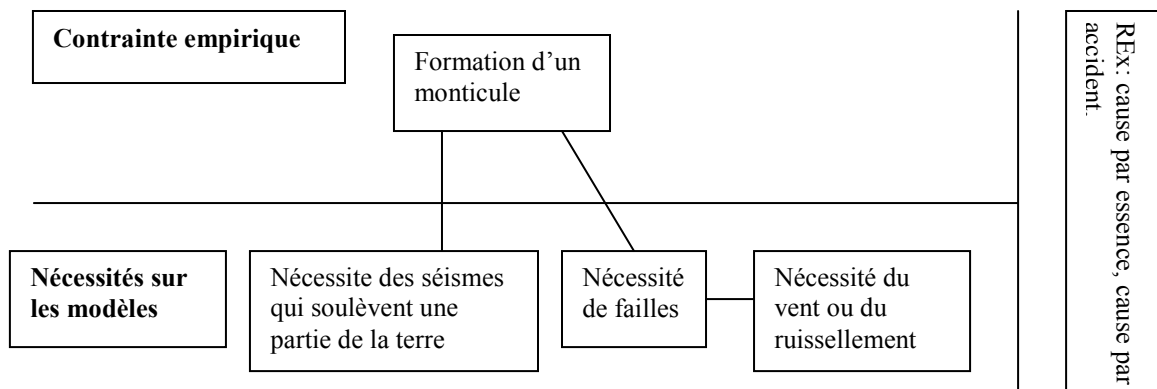 Contrainte empirique
Formation d’un
monticule
Nécessités sur
les modèles
Nécessite des séismes
qui soulèvent une
partie de la terre
Nécessité
de failles
Nécessité du
vent ou du
ruissellement
REx: cause par essence, cause par
accident.